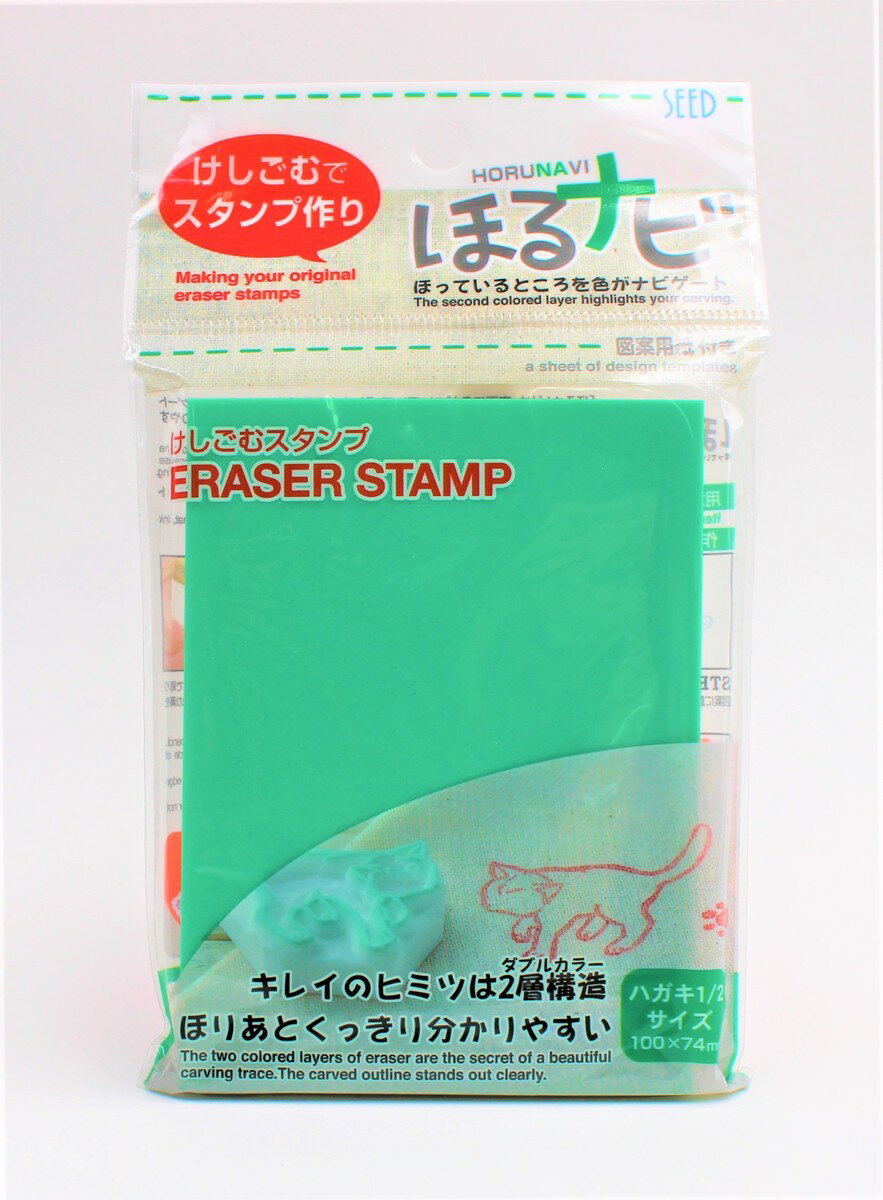 SEED
けしごむで
スタンプ作り
Making your original
eraser stamps
HORUNAVI
ほるナビ
ほっているところを色がナビゲート
The second colored layer highlights your carving.
図案用紙付き
a sheet of design templates
けしごむスタンプ
ERASER STAMP
ダブルカラー
キレイのヒミツは2層構造
ほりあとくっきり分かりやすい
The two colored layers of eraser are the secret of a beautiful
carving trace.The carved outline stands out clearly.
ハガキ1/2
サイズ
100×74m